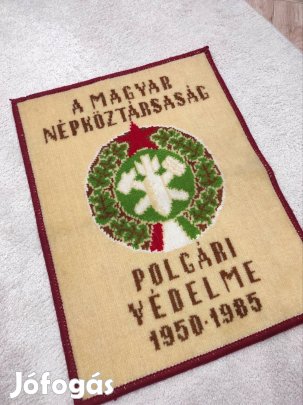 A MAGYAR
NÉPKÖZTÁRSASÁG
POLGÁRI
VÉDELME
1950-1985
Jófogás